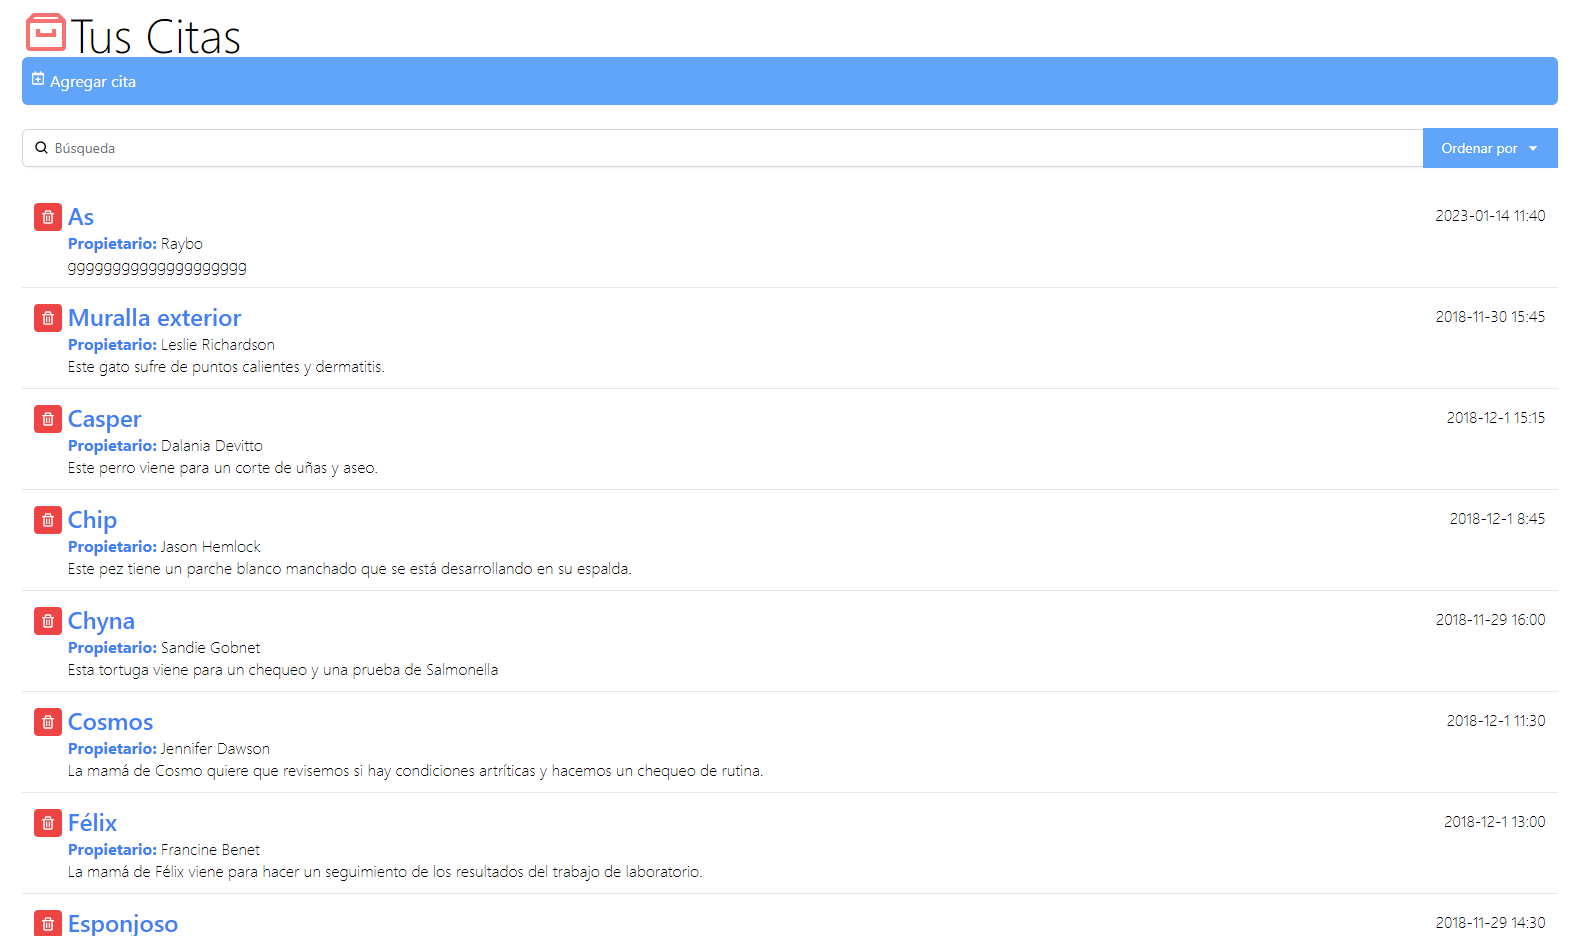 Tus Citas
Agregar cita
Búsqueda
Ordenar por
As
2023-01-14 11:40
Propietario: Raybo
gggggggggggggggggggg
Muralla exterior
2018-11-30 15:45
Propietario: Leslie Richardson
Este gato sufre de puntos calientes y dermatitis.
Casper
2018-12-1 15:15
Propietario: Dalania Devitto
Este perro viene para un corte de uñas y aseo.
Chip
2018-12-1 8:45
Propietario: Jason Hemlock
Este pez tiene un parche blanco manchado que se está desarrollando en su espalda.
Chyna
2018-11-29 16:00
Propietario: Sandie Gobnet
Esta tortuga viene para un chequeo y una prueba de Salmonella
Cosmos
2018-12-1 11:30
Propietario: Jennifer Dawson
La mamá de Cosmo quiere que revisemos si hay condiciones artríticas y hacemos un chequeo de rutina.
Félix
2018-12-1 13:00
Propietario: Francine Benet
La mamá de Félix viene para hacer un seguimiento de los resultados del trabajo de laboratorio.
Esponjoso
2018-11-29 14:30